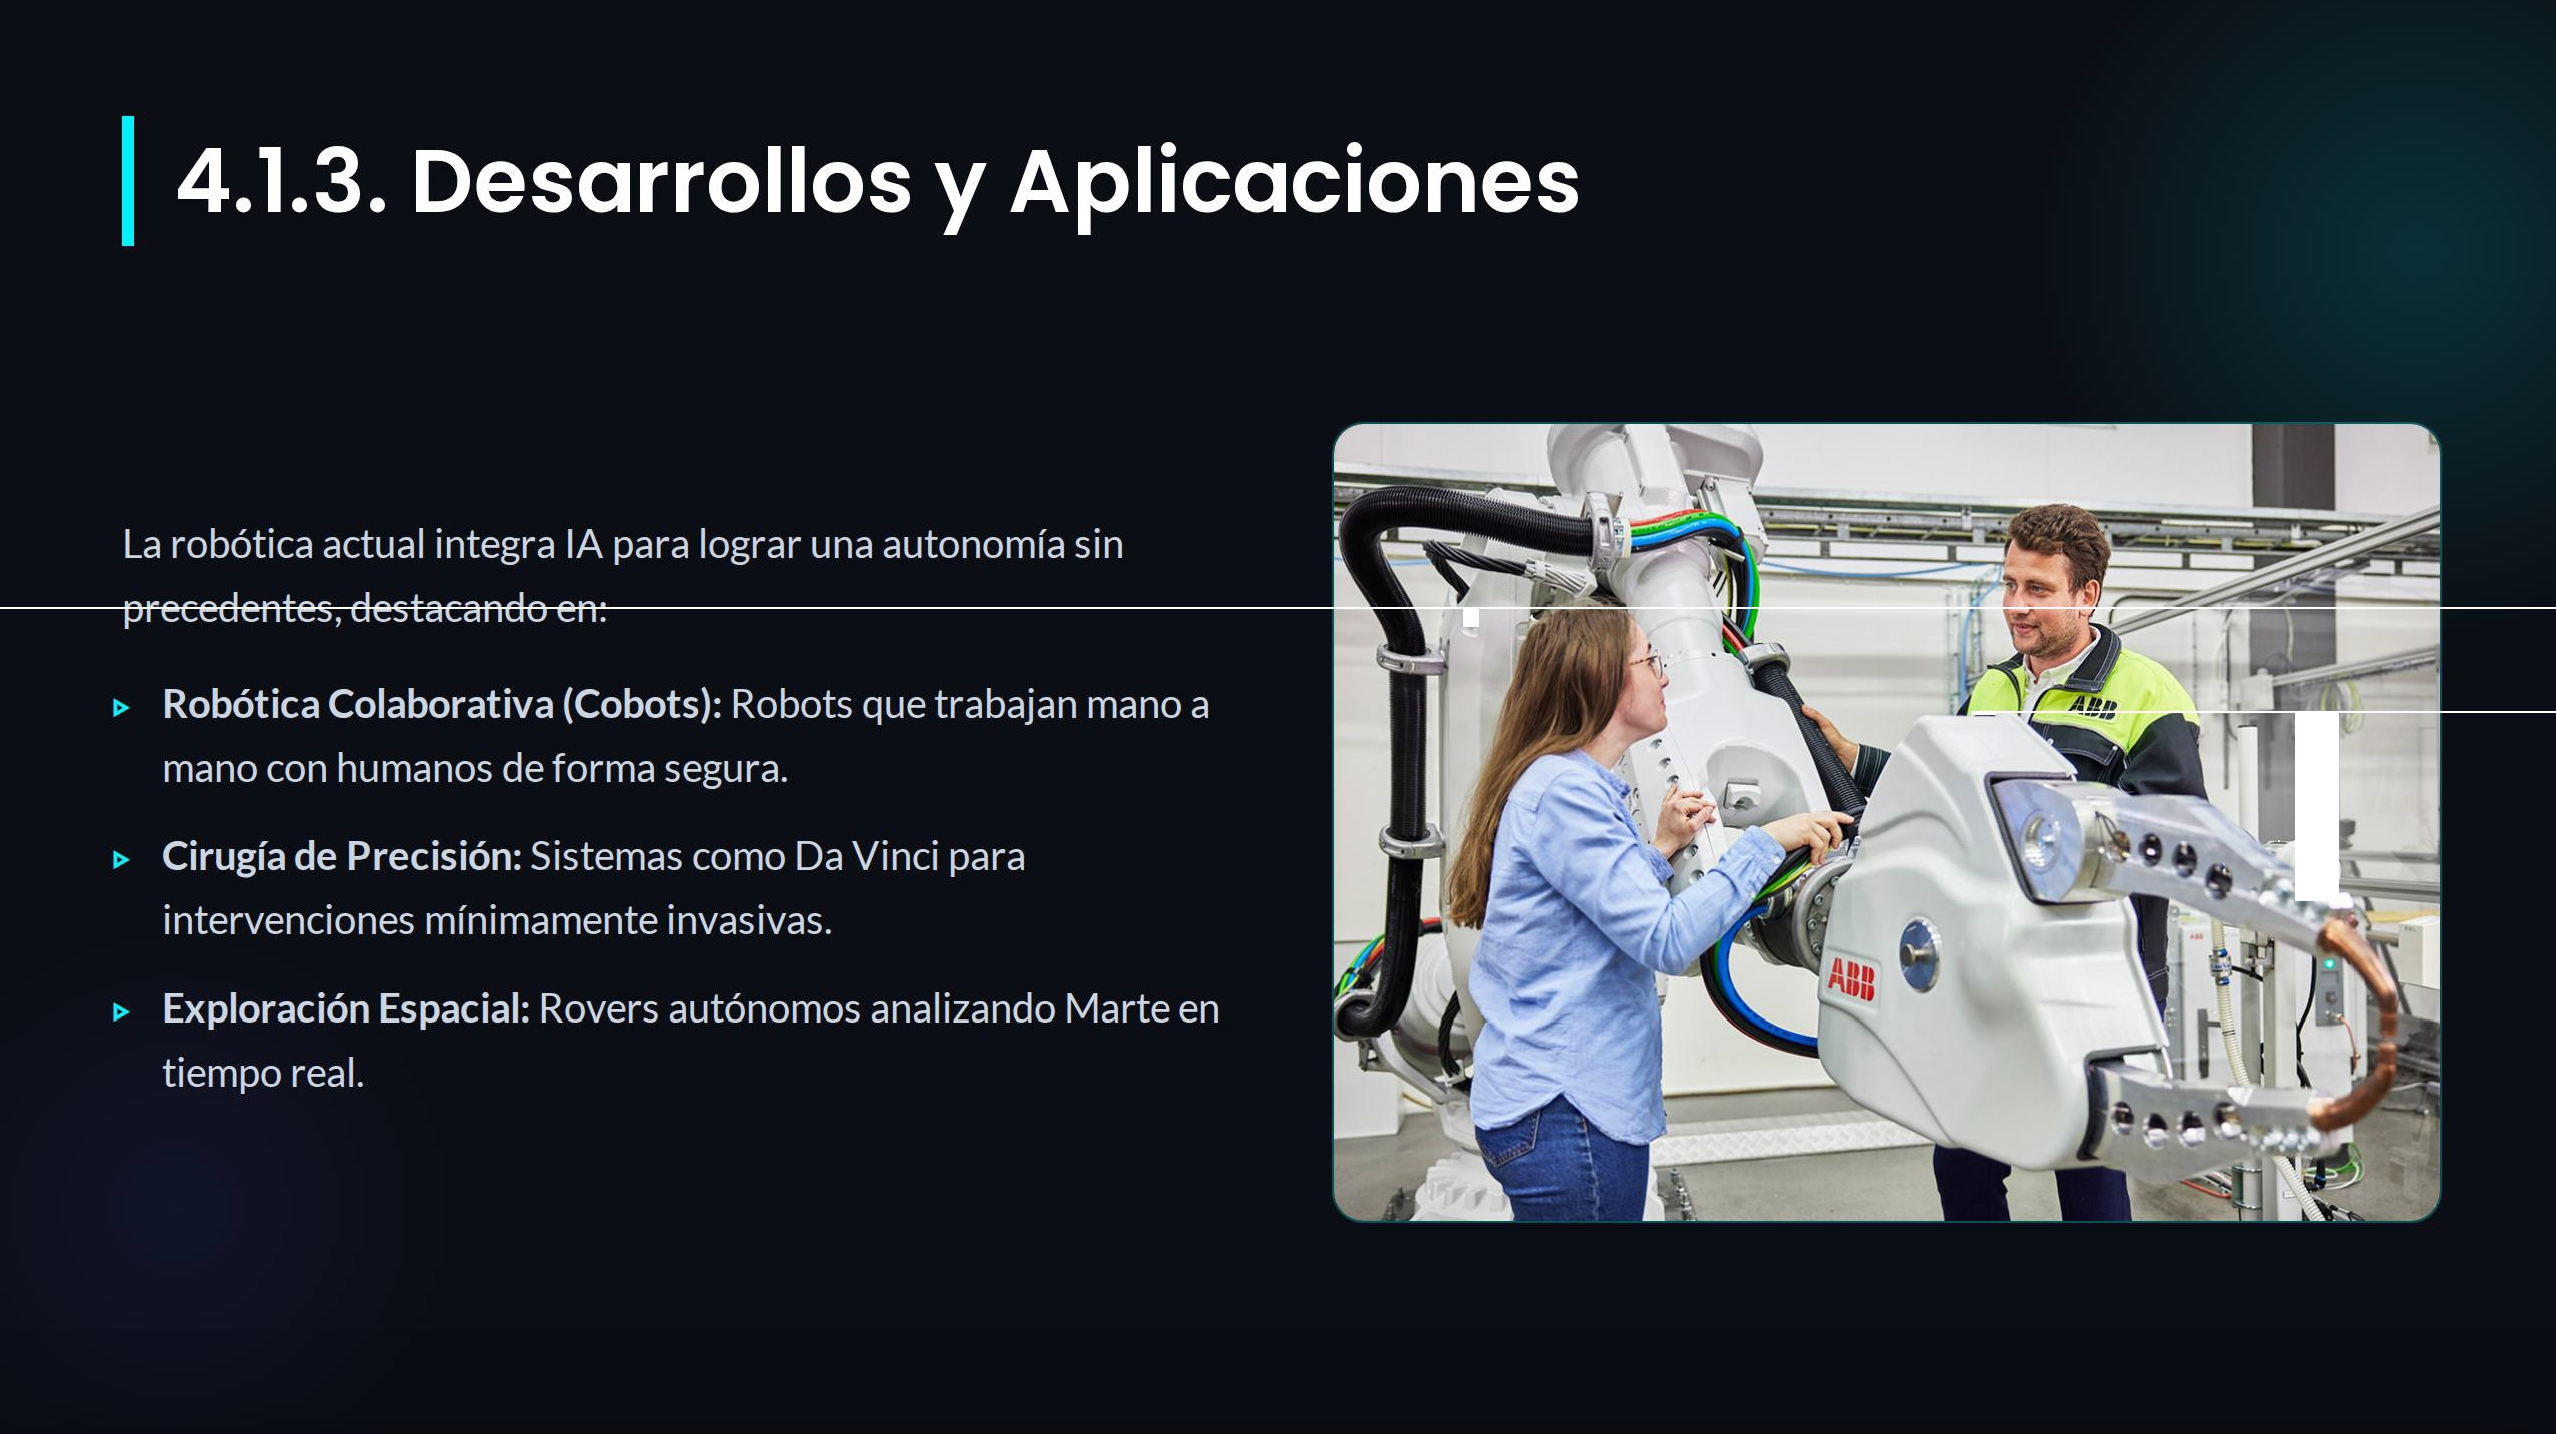 4.1.3. Desarrollos y Aplicaciones
La robótica actual integra IA para lograr una autonomía sin
precedentes, destacando en:
Robótica Colaborativa (Cobots): Robots que trabajan mano a
mano con humanos de forma segura.
Cirugía de Precisión: Sistemas como Da Vinci para
intervenciones mínimamente invasivas.
Exploración Espacial: Rovers autónomos analizando Marte en
tiempo real.
ABB
ABB